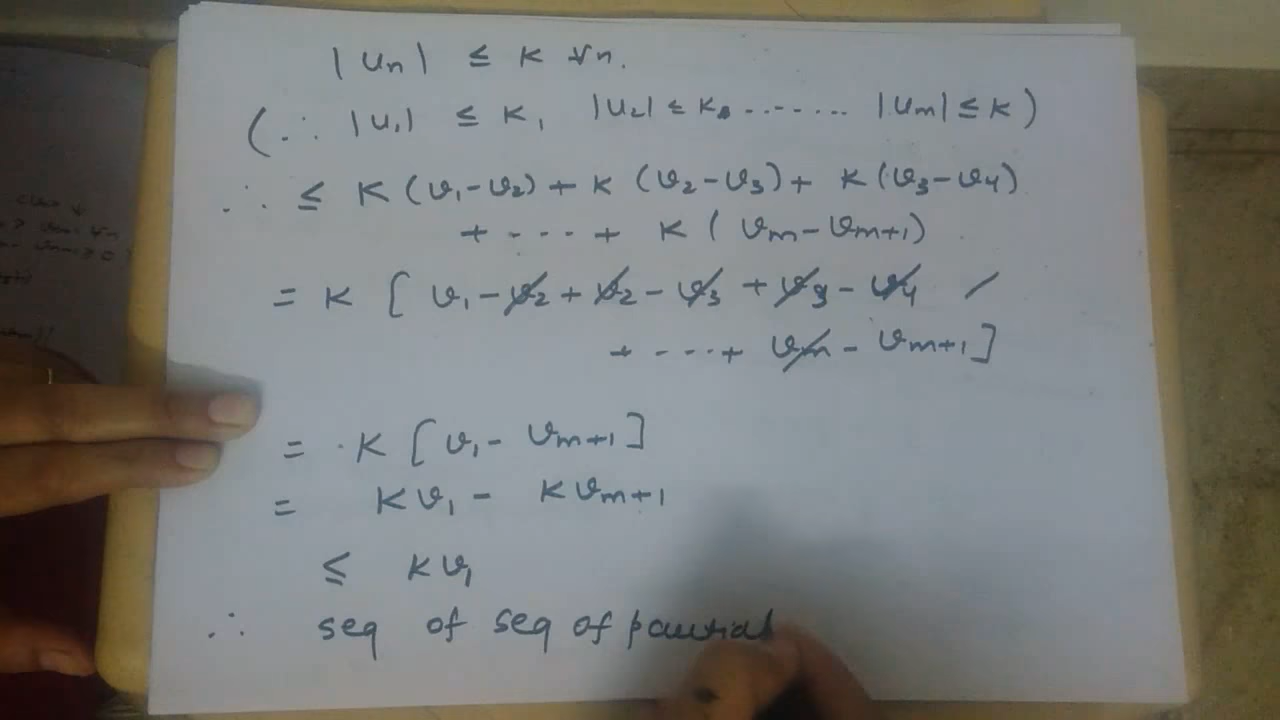 |un| ≤ K ∀n.
(∴ |u1| ≤ K, |u2| ≤ K, ....... |um| ≤ K)
∴ ≤ K (v1-v2) + K (v2-v3) + K (v3-v4)
+ - - - + K (vm-vm+1)
= K [ v1 - v2 + v2 - v3 + v3 - v4
+ - - - + vm - vm+1]
= K [v1 - vm+1]
= Kv1 - Kvm+1
≤ Kv1
∴ seq of seq of partial